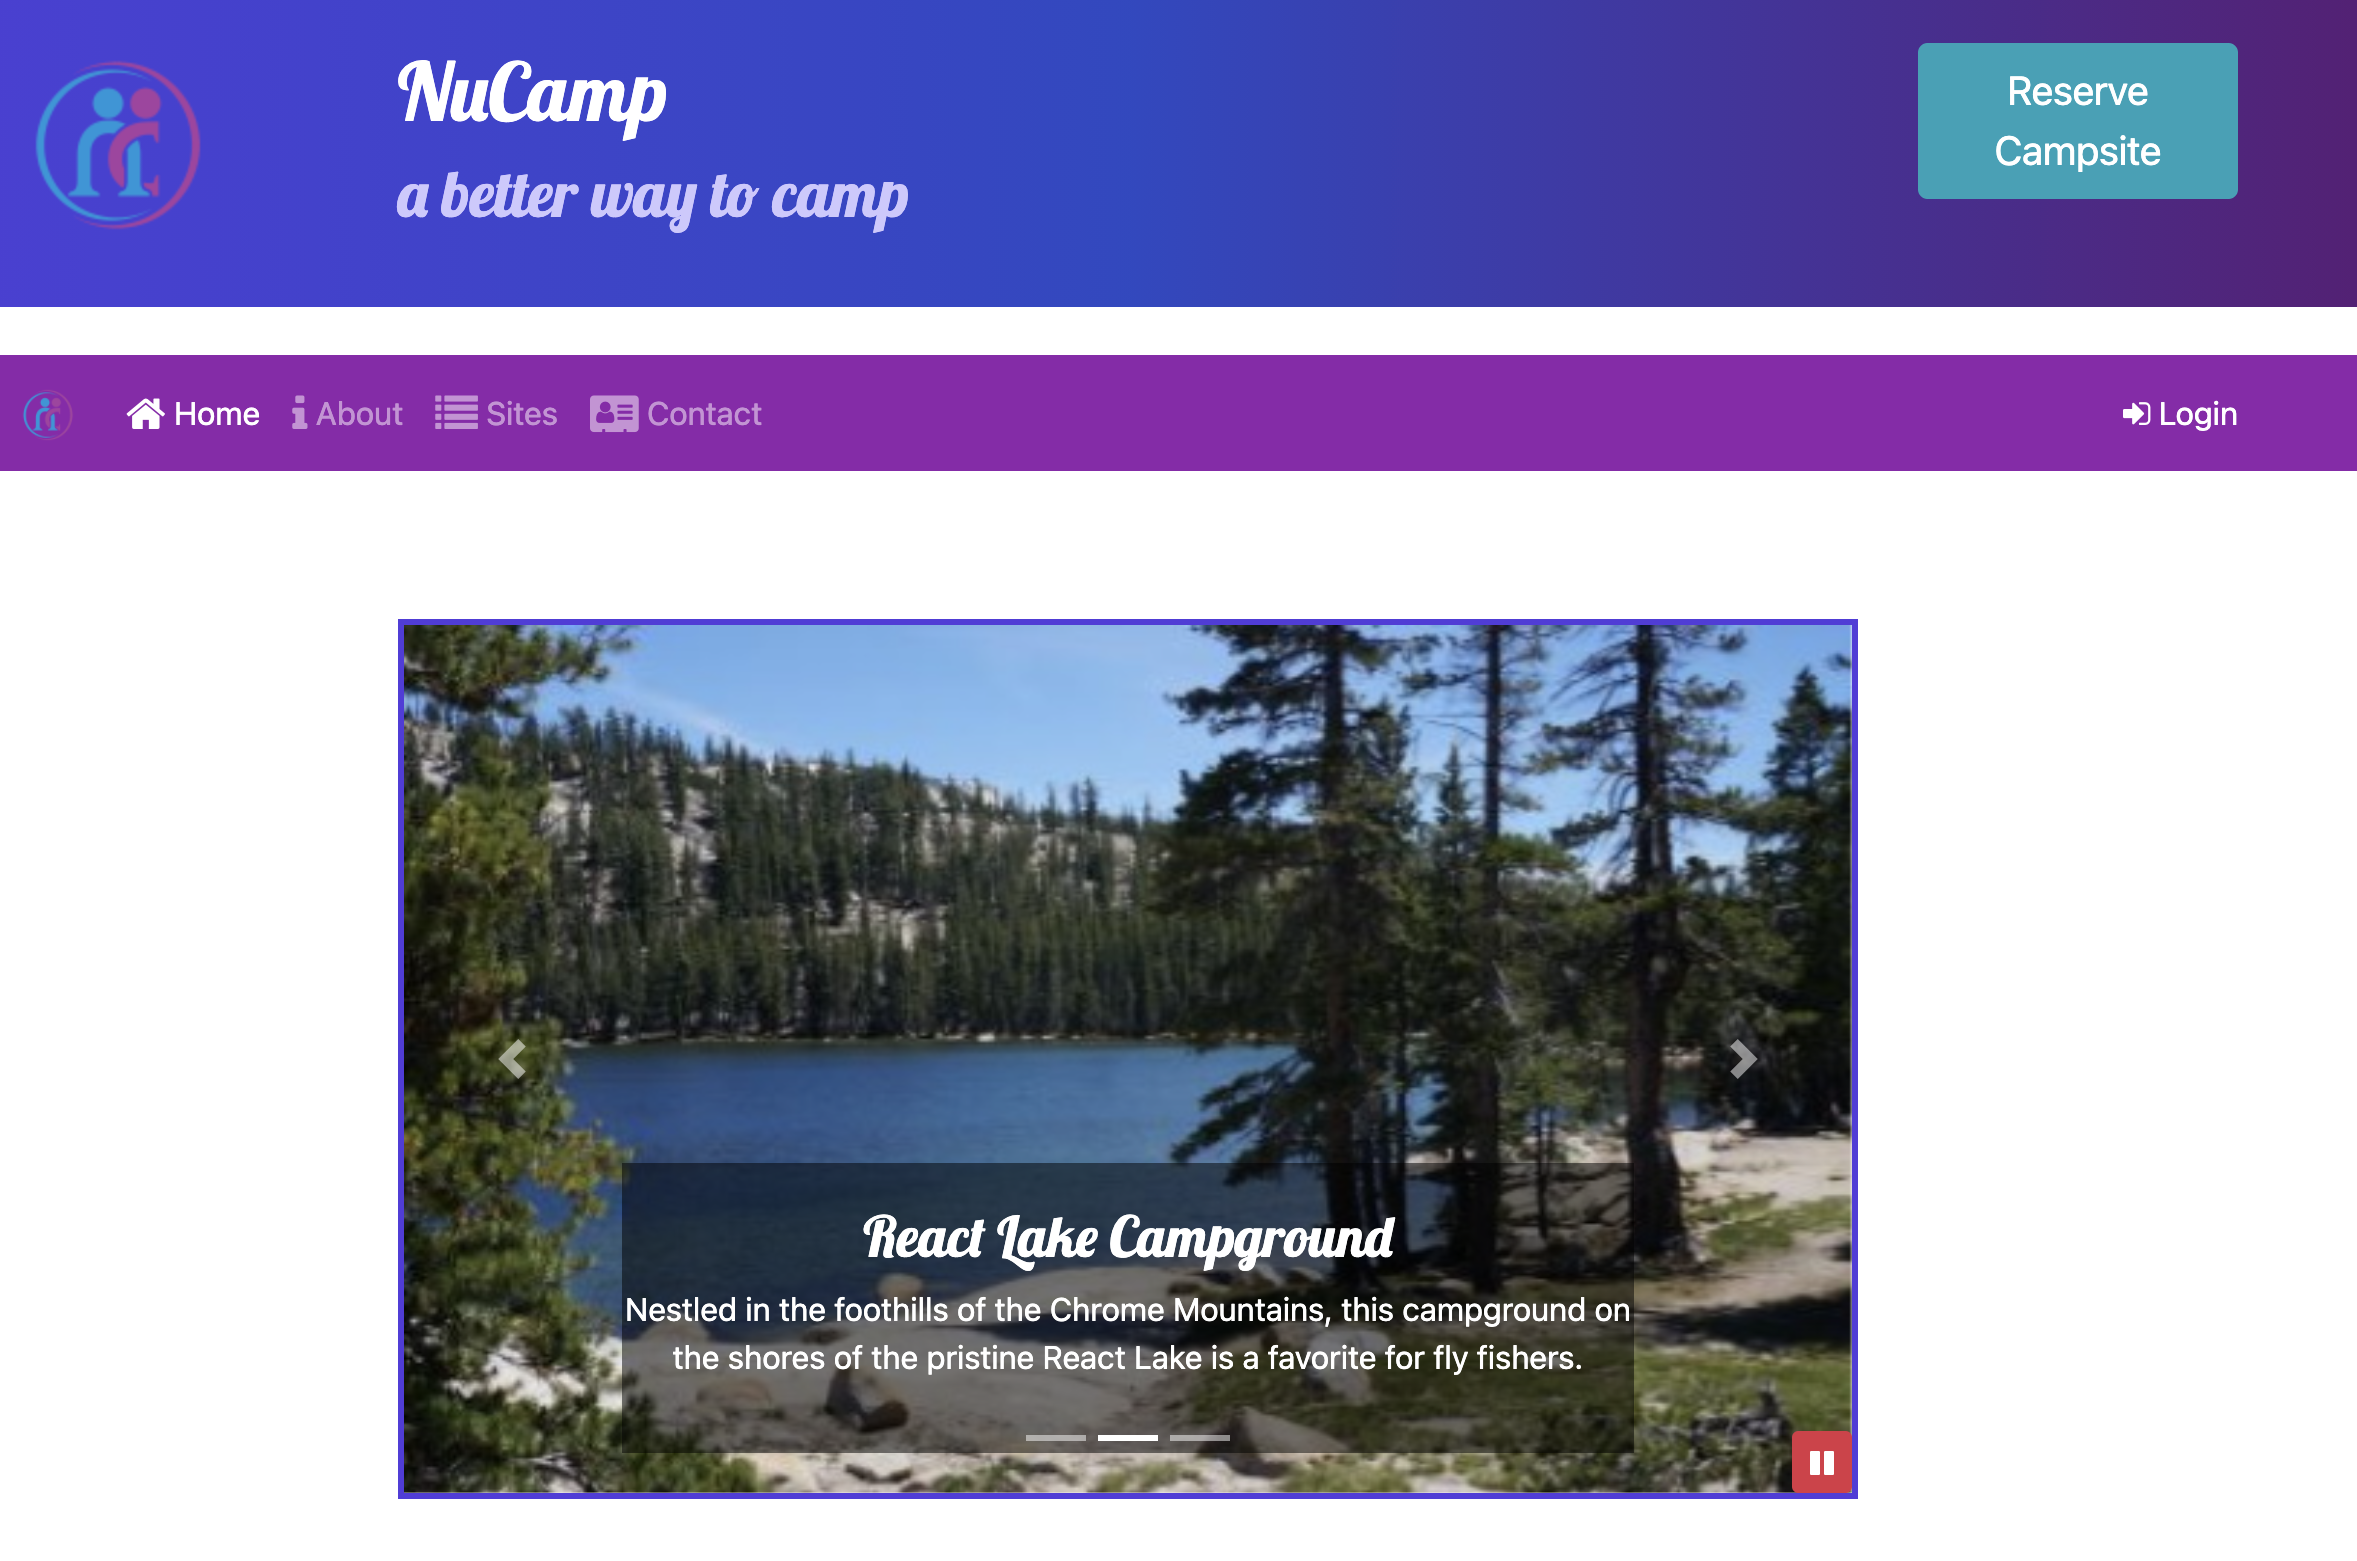 NuCamp
a better way to camp
Reserve
Campsite
Home About Sites Contact Login
React Lake Campground
Nestled in the foothills of the Chrome Mountains, this campground on
the shores of the pristine React Lake is a favorite for fly fishers.